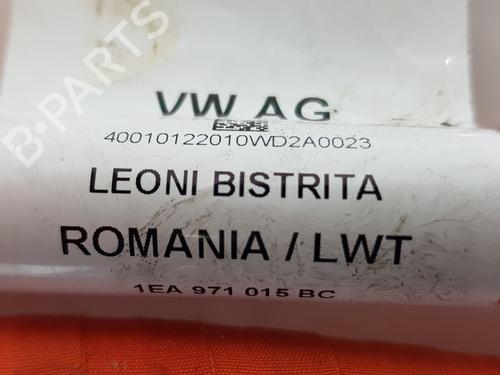 VW AG
40010122010WD2A0023
LEONI BISTRITA
ROMANIA / LWT
1EA 971 015 BC
B-PARTS